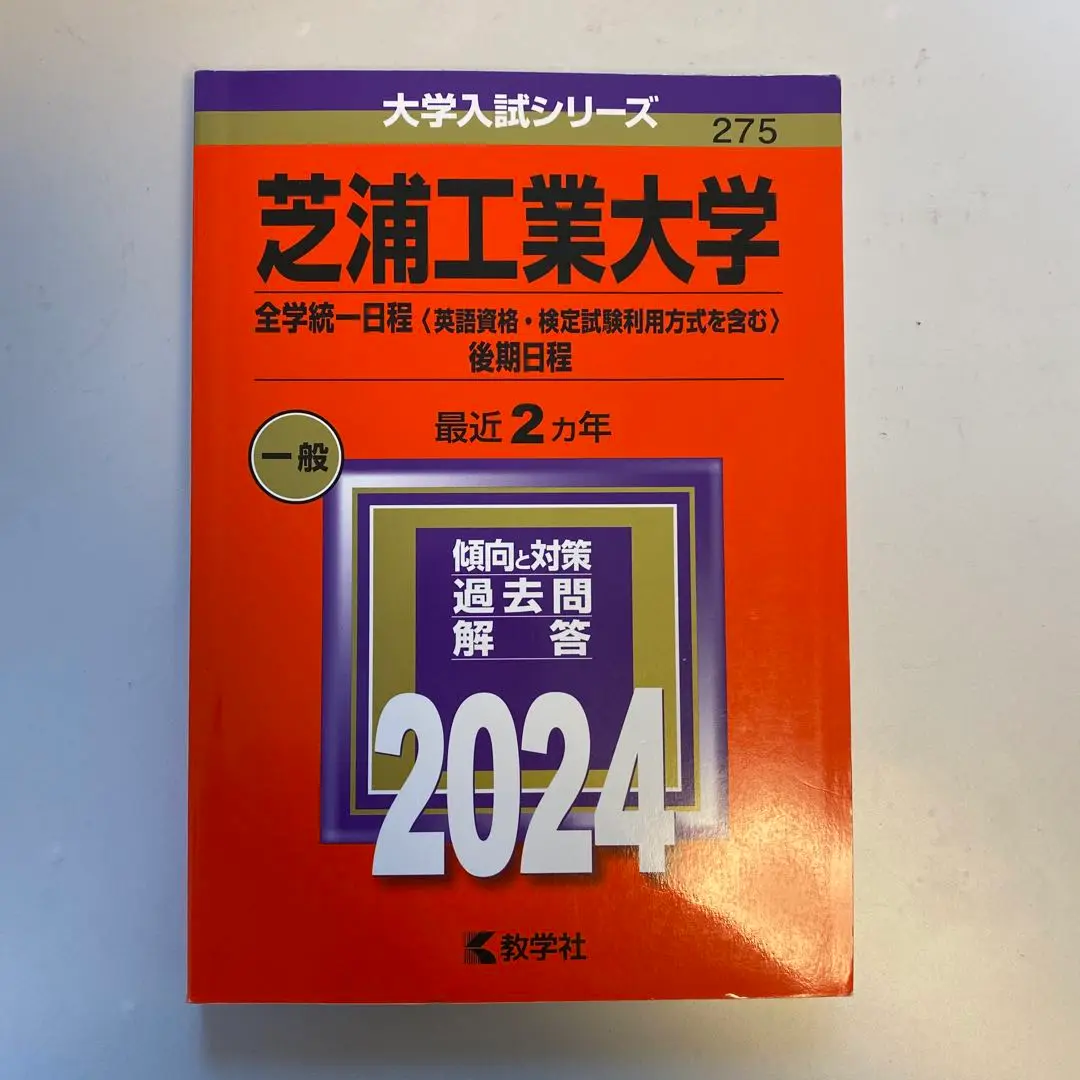 大学入試シリーズ
275
芝浦工業大学
全学統一日程〈英語資格・検定試験利用方式を含む〉
後期日程
最近2カ年
一般
傾向と対策
過去問
解答
2024
教学社